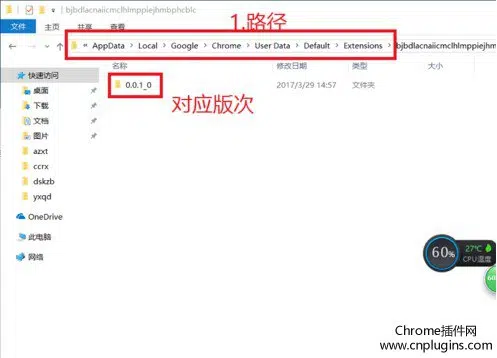 bjbdlacnaiicmclhlmppiejhmbphcblc
文件
主页
共享
查看
1.路径
« AppData > Local > Google > Chrome > User Data > Default > Extensions >
名称
修改日期
类型
快速访问
桌面
下载
文档
图片
azxt
ccrx
dskzb
yxqd
OneDrive
此电脑
网络
0.0.1_0
2017/3/29 14:57
文件夹
对应版次
60%
27℃
CPU温度
Chrome插件网
www.cnplugins.com